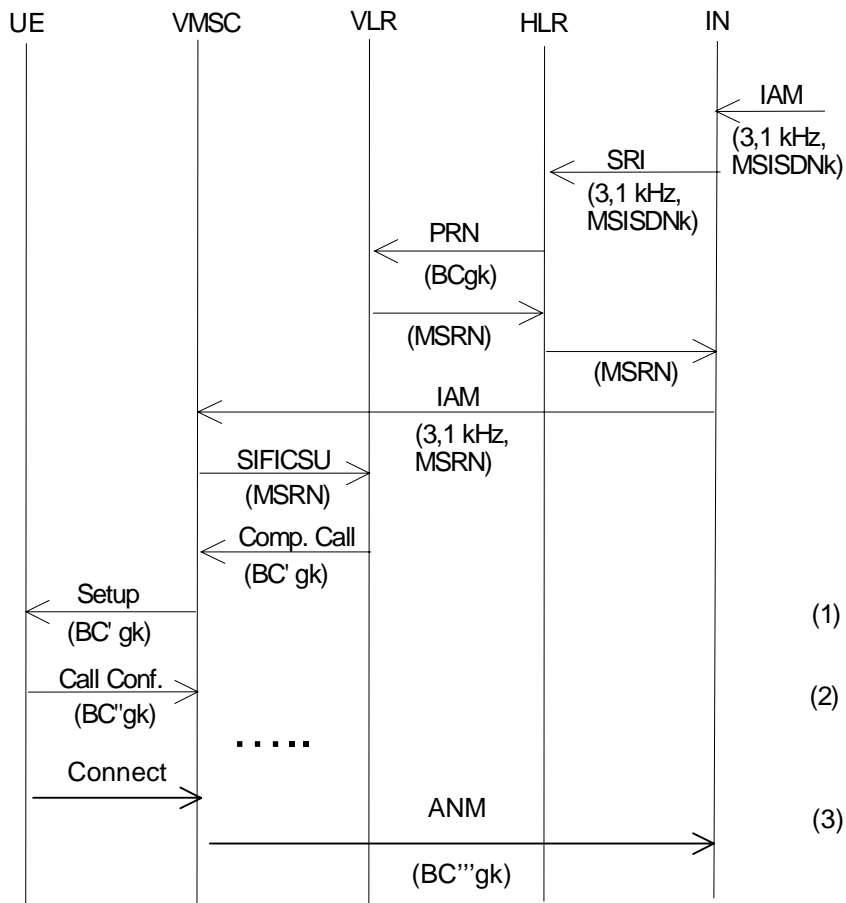 UE VMSC VLR HLR IN
IAM
(3,1 kHz,
MSISDNk)
SRI
(3,1 kHz,
MSISDNk)
PRN
(BCgk)
(MSRN)
(MSRN)
IAM
(3,1 kHz,
MSRN)
SIFICSU
(MSRN)
Comp. Call
(BC' gk)
Setup
(BC' gk)
(1)
Call Conf.
(BC"gk)
(2)
.....
Connect
ANM
(3)
(BC'''gk)